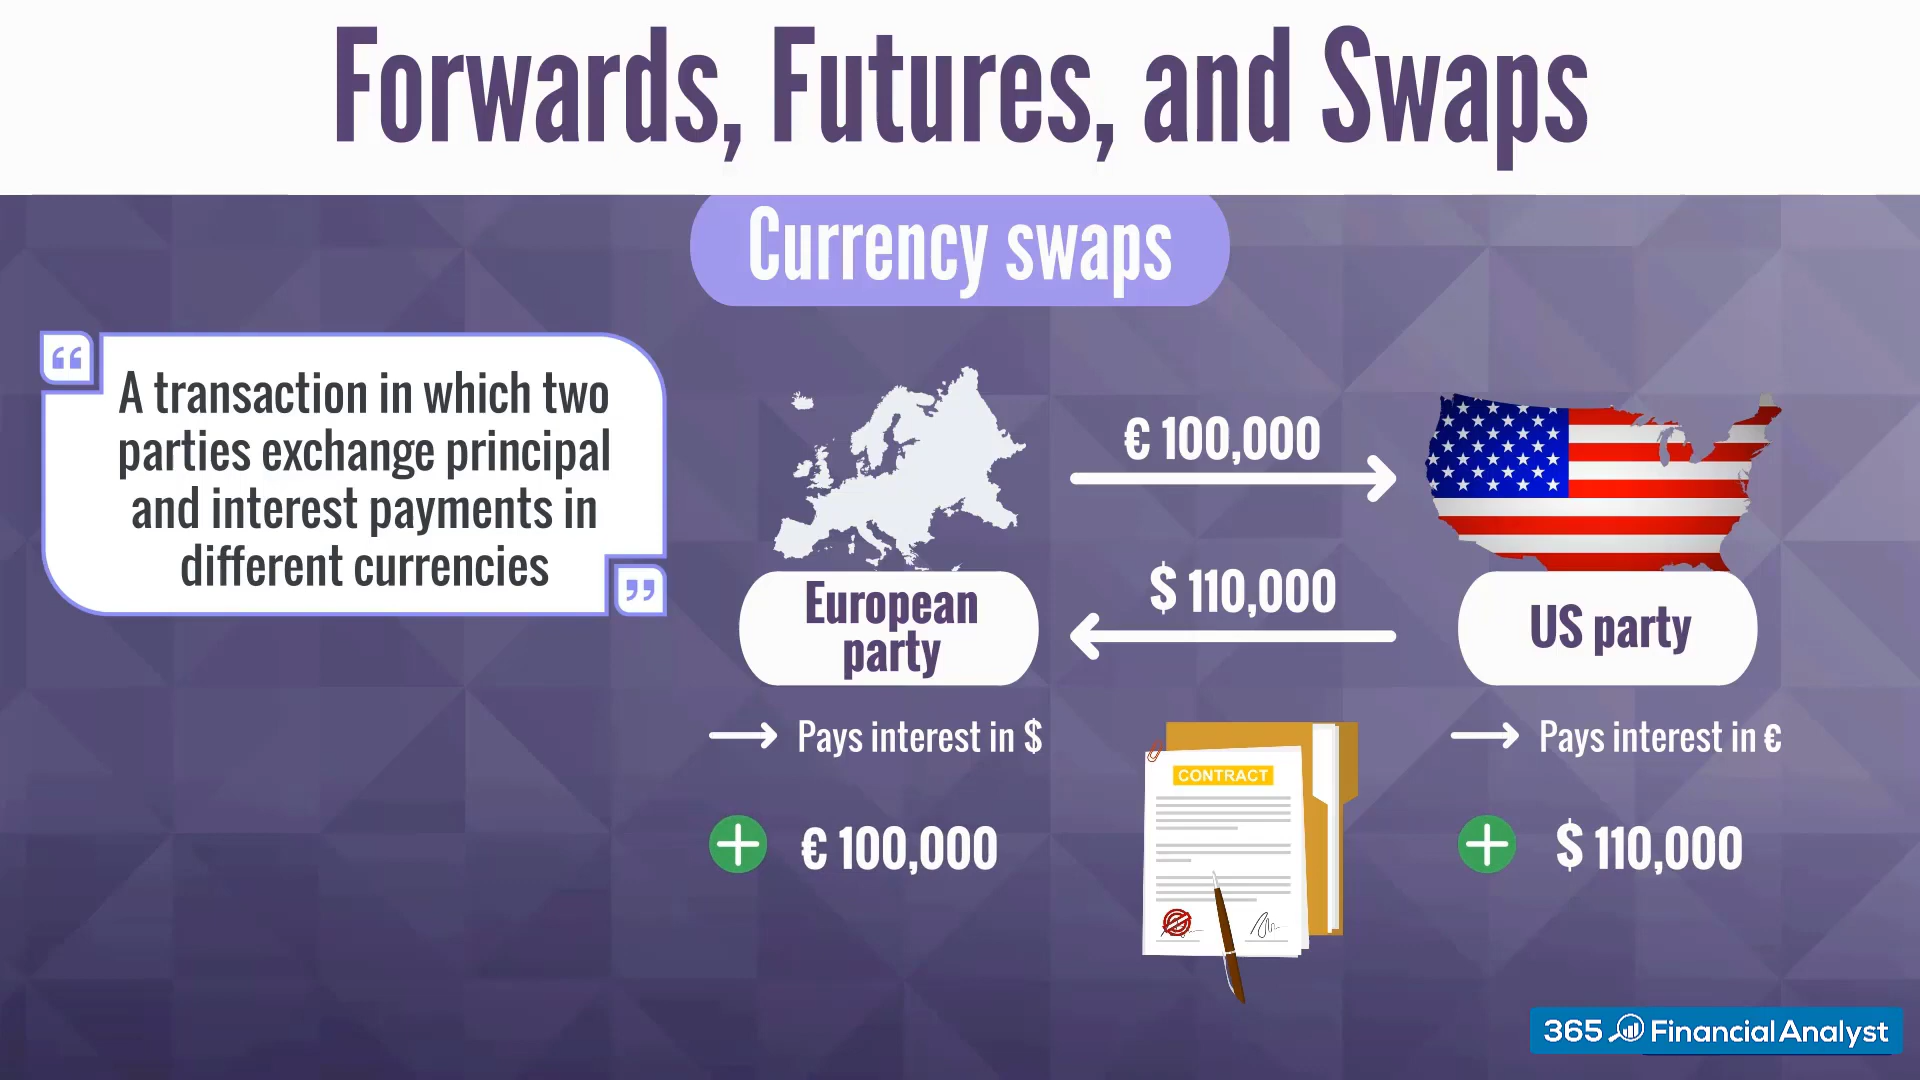 Forwards, Futures, and Swaps
Currency swaps
“
A transaction in which two
parties exchange principal
and interest payments in
different currencies
”
€ 100,000
$ 110,000
European
party
US party
Pays interest in $
Pays interest in €
€ 100,000
$ 110,000
CONTRACT
365 Financial Analyst